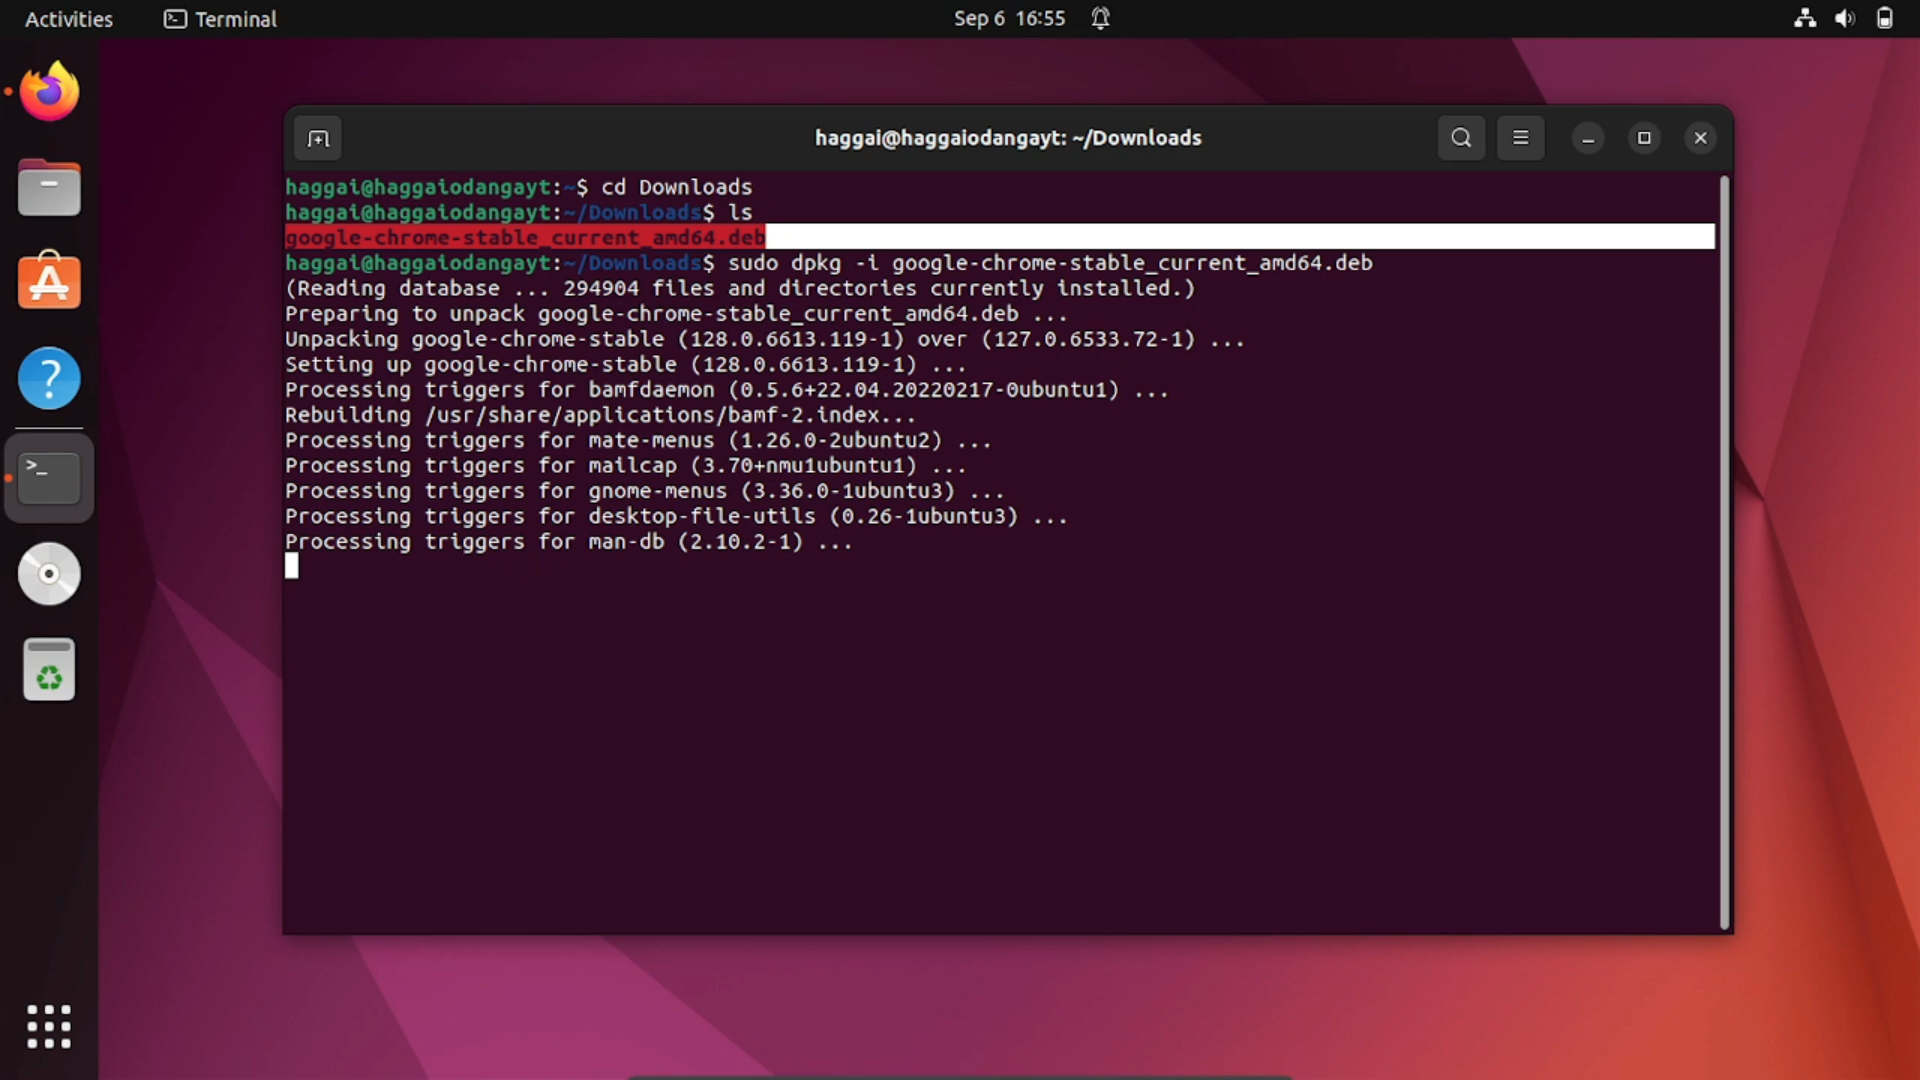 Activities
Terminal
Sep 6 16:55
haggai@haggaiodangayt: ~/Downloads
haggai@haggaiodangayt:~$ cd Downloads
haggai@haggaiodangayt:~/Downloads$ ls
google-chrome-stable_current_amd64.deb
haggai@haggaiodangayt:~/Downloads$ sudo dpkg -i google-chrome-stable_current_amd64.deb
(Reading database ... 294904 files and directories currently installed.)
Preparing to unpack google-chrome-stable_current_amd64.deb ...
Unpacking google-chrome-stable (128.0.6613.119-1) over (127.0.6533.72-1) ...
Setting up google-chrome-stable (128.0.6613.119-1) ...
Processing triggers for bamfdaemon (0.5.6+22.04.20220217-0ubuntu1) ...
Rebuilding /usr/share/applications/bamf-2.index...
Processing triggers for mate-menus (1.26.0-2ubuntu2) ...
Processing triggers for mailcap (3.70+nmu1ubuntu1) ...
Processing triggers for gnome-menus (3.36.0-1ubuntu3) ...
Processing triggers for desktop-file-utils (0.26-1ubuntu3) ...
Processing triggers for man-db (2.10.2-1) ...